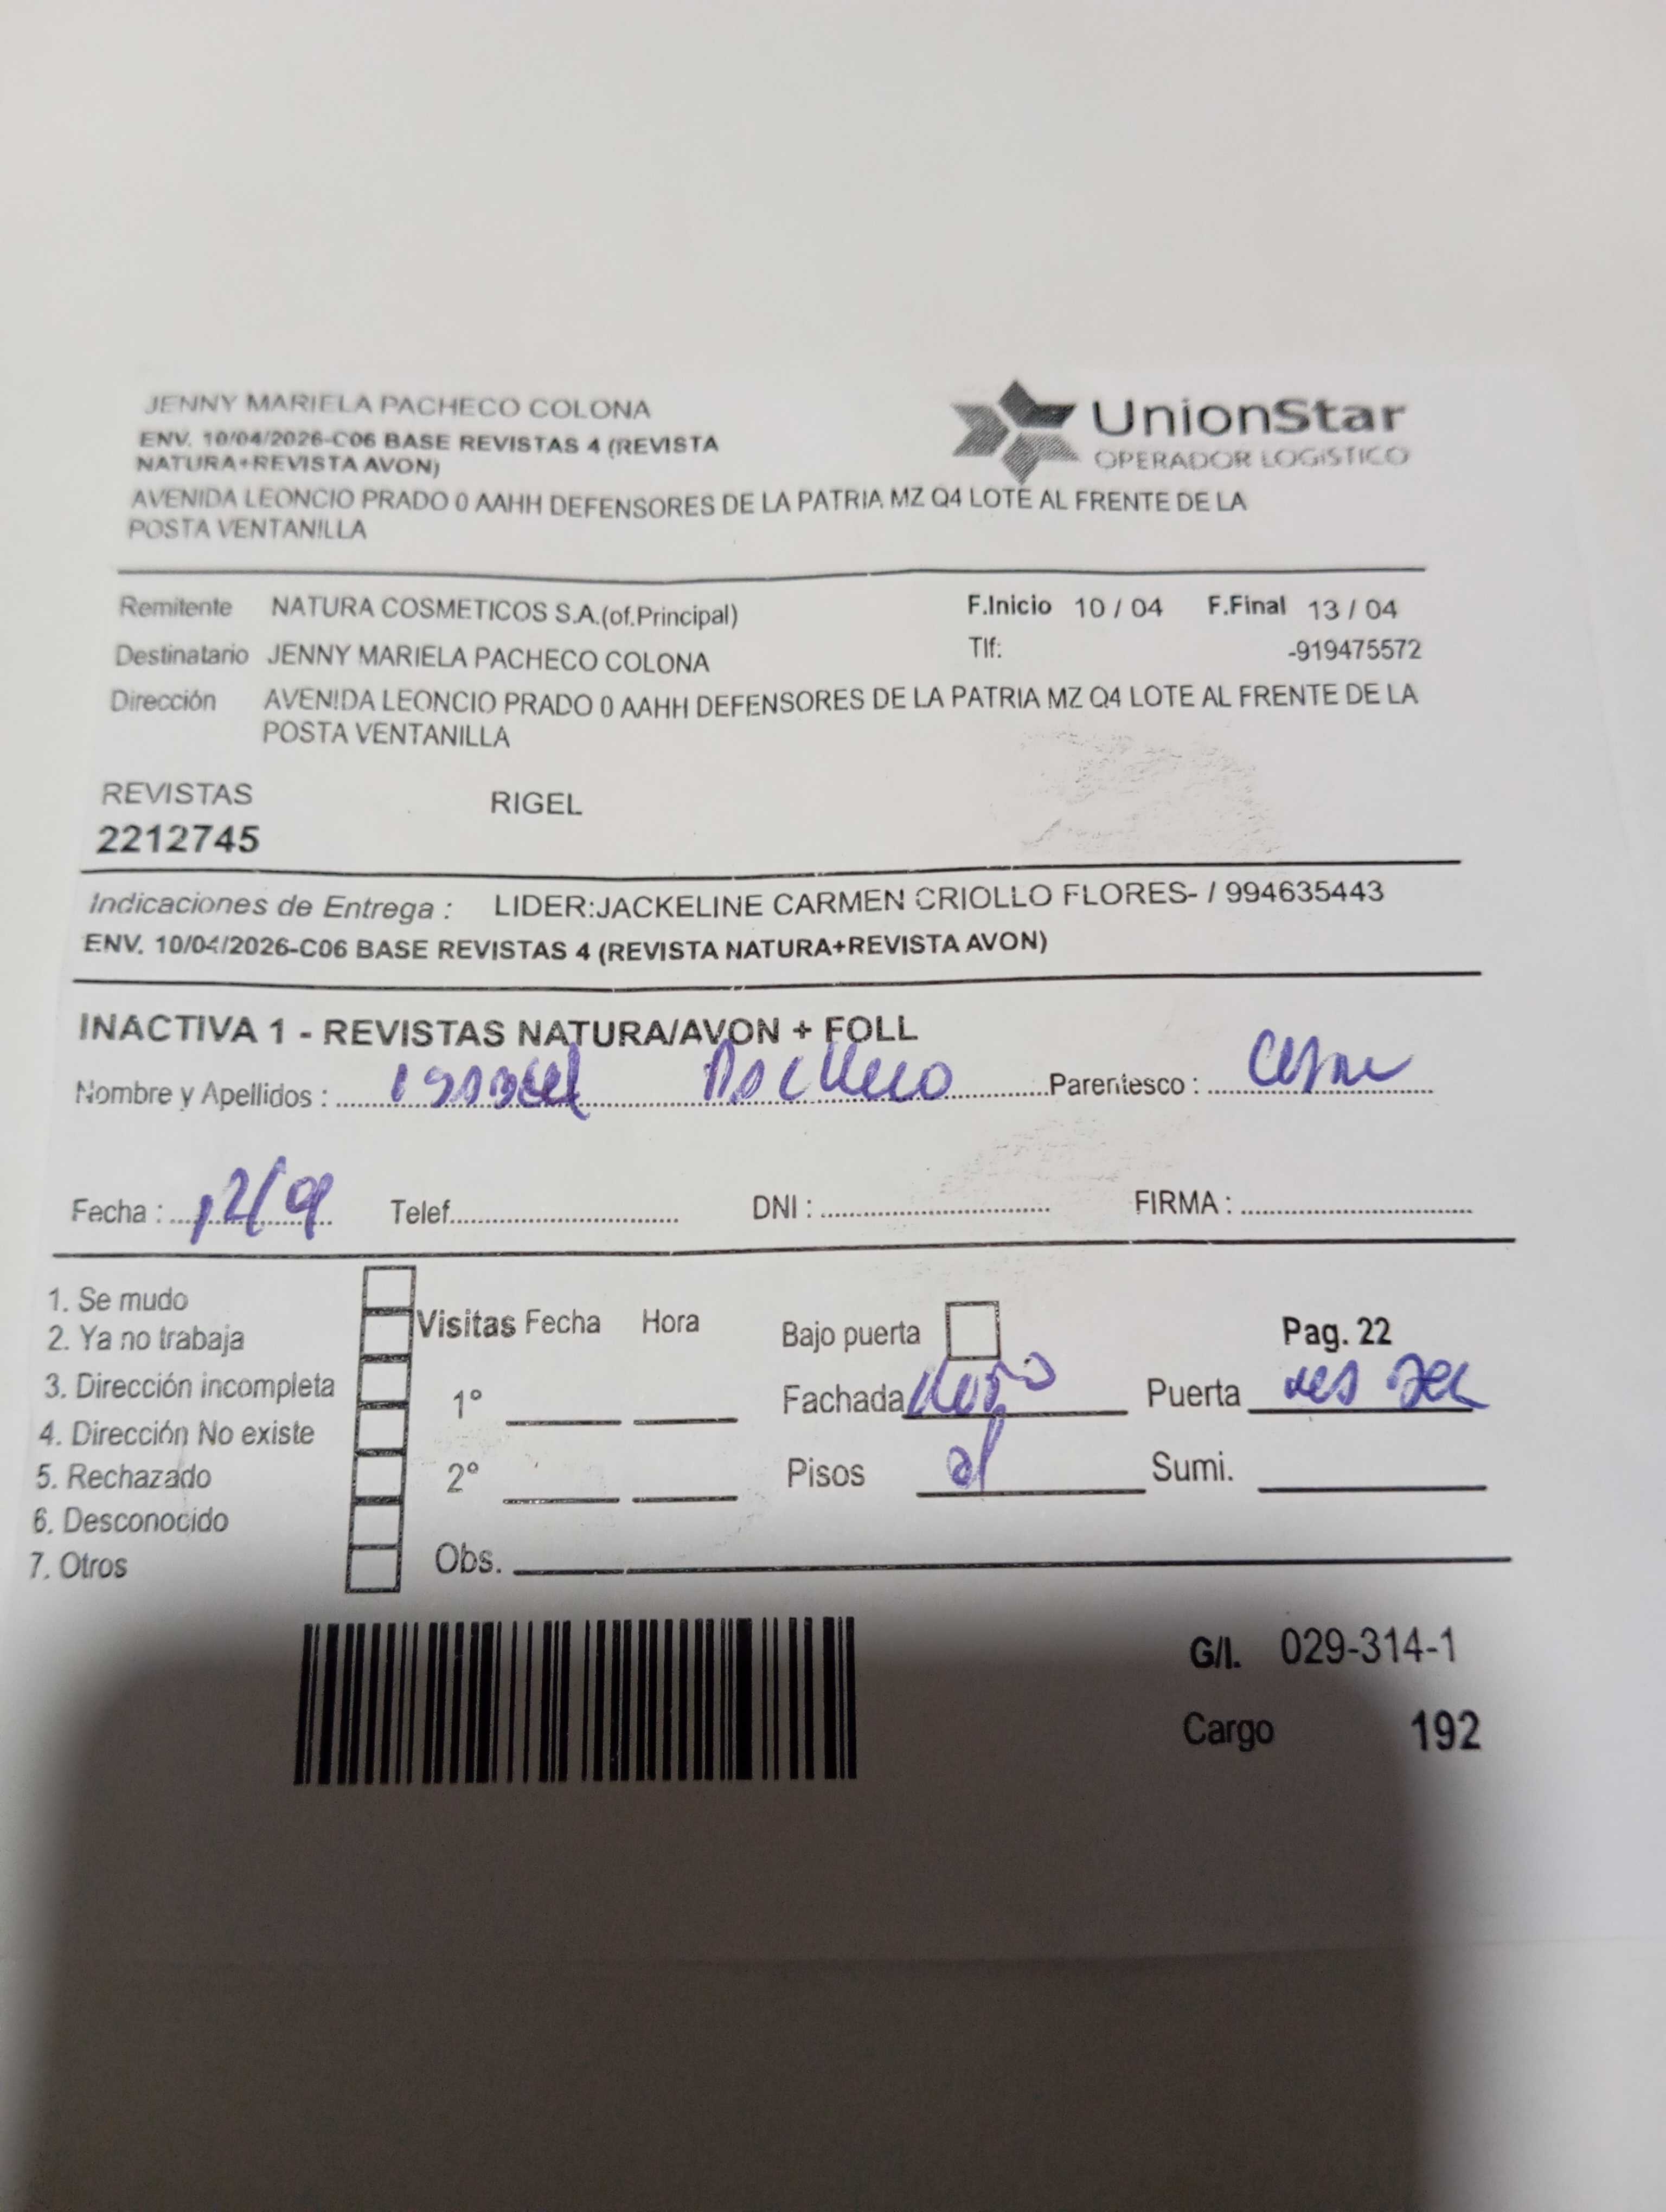 JENNY MARIELA PACHECO COLONA
ENV. 10/04/2026-C06 BASE REVISTAS 4 (REVISTA
NATURA+REVISTA AVON)
AVENIDA LEONCIO PRADO 0 AAHH DEFENSORES DE LA PATRIA MZ Q4 LOTE AL FRENTE DE LA
POSTA VENTANILLA
UnionStar
OPERADOR LOGISTICO
Remitente NATURA COSMETICOS S.A.(of.Principal) F.Inicio 10 / 04 F.Final 13 / 04
Destinatario JENNY MARIELA PACHECO COLONA Tlf: -919475572
Dirección AVENIDA LEONCIO PRADO 0 AAHH DEFENSORES DE LA PATRIA MZ Q4 LOTE AL FRENTE DE LA
POSTA VENTANILLA
REVISTAS RIGEL
2212745
Indicaciones de Entrega : LIDER:JACKELINE CARMEN CRIOLLO FLORES- / 994635443
ENV. 10/04/2026-C06 BASE REVISTAS 4 (REVISTA NATURA+REVISTA AVON)
INACTIVA 1 - REVISTAS NATURA/AVON + FOLL
Nombre y Apellidos : Isabel Pacheco Parentesco :
Fecha : Telef. DNI : FIRMA :
1. Se mudo
2. Ya no trabaja
3. Dirección incompleta
4. Dirección No existe
5. Rechazado
6. Desconocido
7. Otros
Visitas Fecha Hora
1°
2°
Obs.
Bajo puerta Pag. 22
Fachada Puerta
Pisos Sumi.
G/I. 029-314-1
Cargo 192